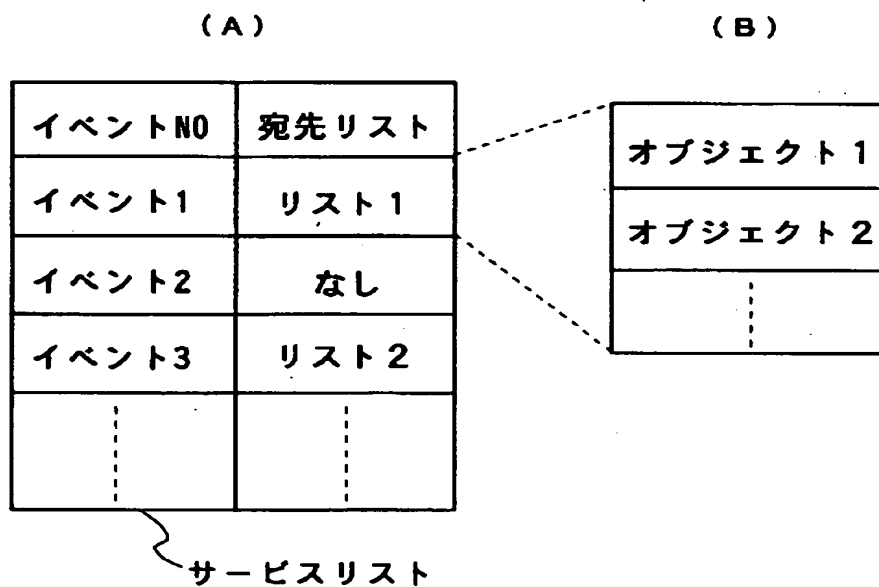 (A)
(B)
イベントNO 宛先リスト
イベント1 リスト1
イベント2 なし
イベント3 リスト2
オブジェクト1
オブジェクト2
サービスリスト